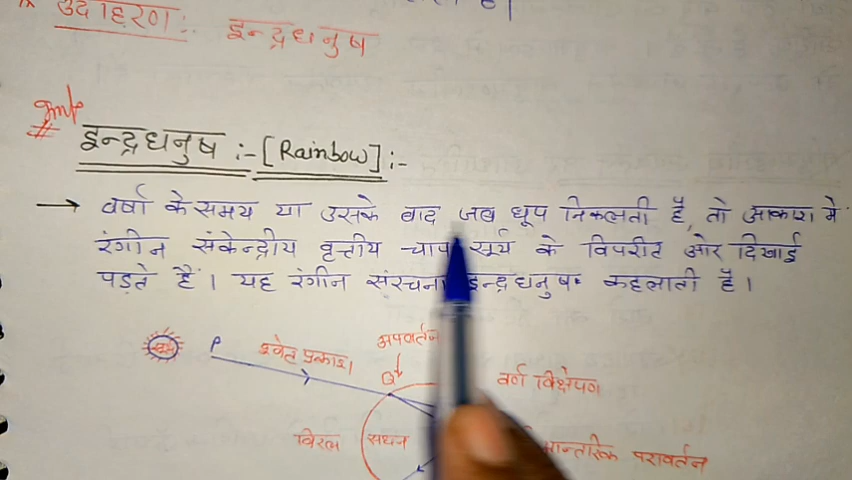 उदाहरण:- इन्द्रधनुष
Imp
# इन्द्रधनुष :- [Rainbow] :-
→ वर्षा के समय या उसके बाद जब धूप निकलती है, तो आकाश मे
रंगीन संकेन्द्रीय वृत्तीय चाप सूर्य के विपरीत ओर दिखाई
पड़ते हैं। यह रंगीन संरचना इन्द्रधनुष कहलाती है।
अपवर्तन
सूर्य P श्वेत प्रकाश
Q वर्ण विक्षेपण
विरल सघन आन्तरिक परावर्तन